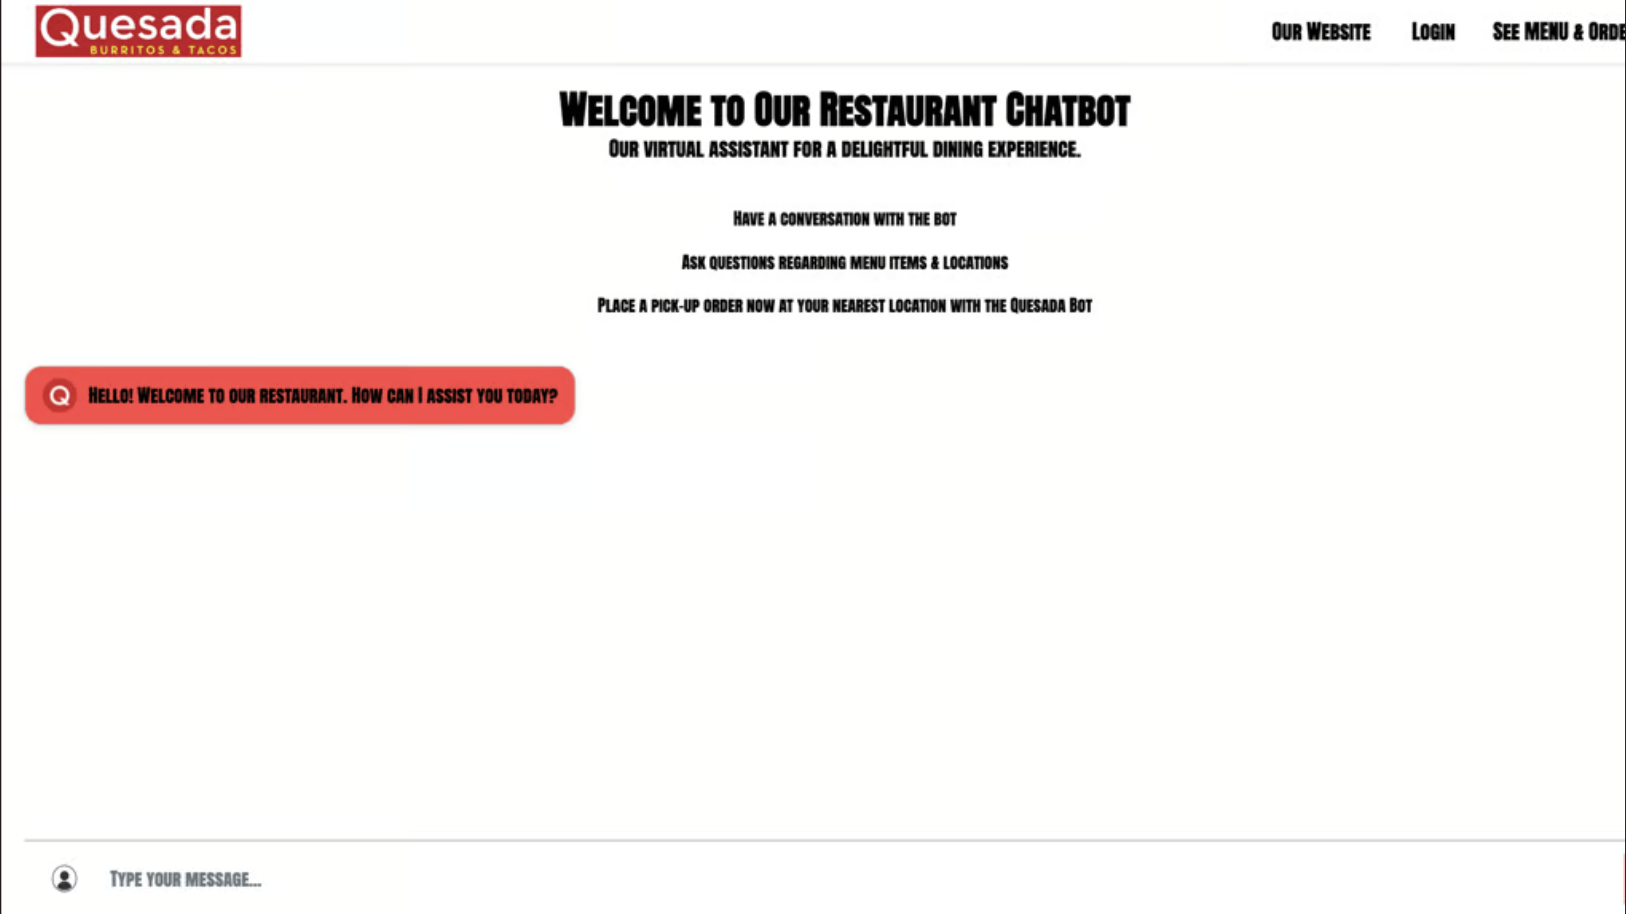 Quesada
BURRITOS & TACOS
Our Website Login See MENU & Orde
Welcome to Our Restaurant Chatbot
Our virtual assistant for a delightful dining experience.
Have a conversation with the bot
Ask questions regarding menu items & locations
Place a pick-up order now at your nearest location with the Quesada Bot
Q Hello! Welcome to our restaurant. How can I assist you today?
Type your message...